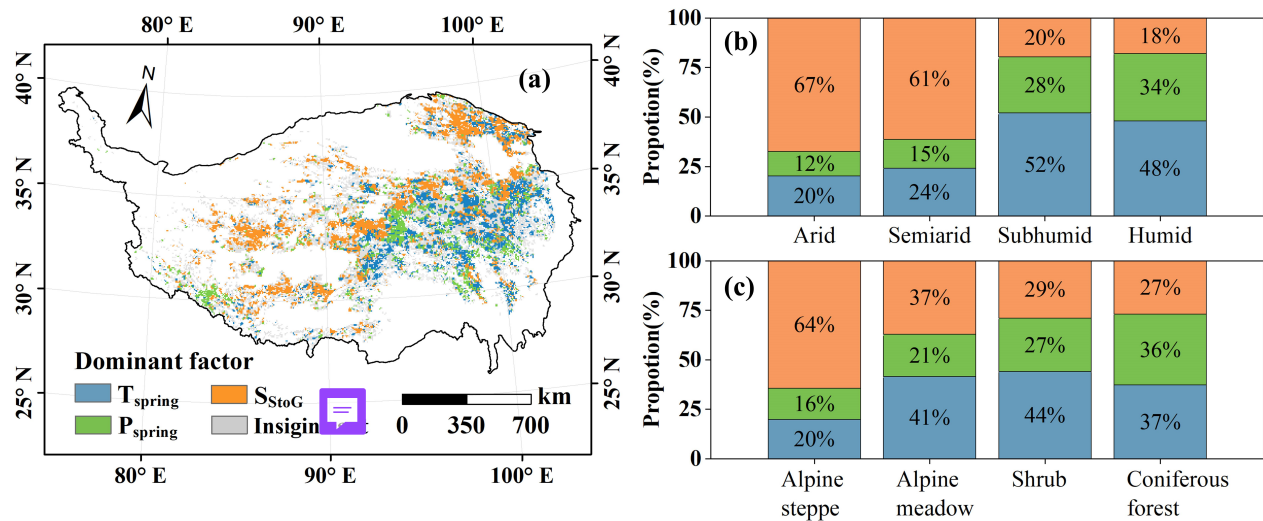 80° E 90° E 100° E
(a)
N
40° N
35° N
30° N
25° N
40° N
35° N
30° N
25° N
Dominant factor
Tspring
SStoG
Pspring
km
0 350 700
80° E 90° E 100° E
(b)
Propotion(%)
100
75
50
25
0
67% 61% 20% 18%
12% 15% 28% 34%
20% 24% 52% 48%
Arid Semiarid Subhumid Humid
(c)
Propotion(%)
100
75
50
25
0
64% 37% 29% 27%
16% 21% 27% 36%
20% 41% 44% 37%
Alpine steppe
Alpine meadow
Shrub
Coniferous forest